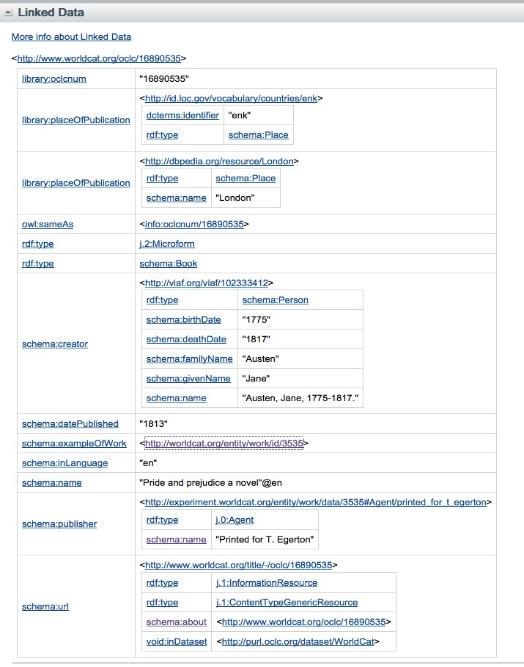 Linked Data
More info about Linked Data
<http://www.worldcat.org/oclc/16890535>
library:oclcnum "16890535"
<http://id.loc.gov/vocabulary/countries/enk>
dcterms:identifier "enk"
library:placeOfPublication
rdf:type schema:Place
<http://dbpedia.org/resource/London>
rdf:type schema:Place
library:placeOfPublication
schema:name "London"
owl:sameAs <info:oclcnum/16890535>
rdf:type j.2:Microform
rdf:type schema:Book
<http://viaf.org/viaf/102333412>
rdf:type schema:Person
schema:birthDate "1775"
schema:deathDate "1817"
schema:creator
schema:familyName "Austen"
schema:givenName "Jane"
schema:name "Austen, Jane, 1775-1817."
schema:datePublished "1813"
schema:exampleOfWork <http://worldcat.org/entity/work/id/3535>
schema:inLanguage "en"
schema:name "Pride and prejudice a novel"@en
<http://experiment.worldcat.org/entity/work/data/3535#Agent/printed_for_t_egerton>
rdf:type j.0:Agent
schema:publisher
schema:name "Printed for T. Egerton"
<http://www.worldcat.org/title/-/oclc/16890535>
rdf:type j.1:InformationResource
rdf:type j.1:ContentTypeGenericResource
schema:url
schema:about <http://www.worldcat.org/oclc/16890535>
void:inDataset <http://purl.oclc.org/dataset/WorldCat>